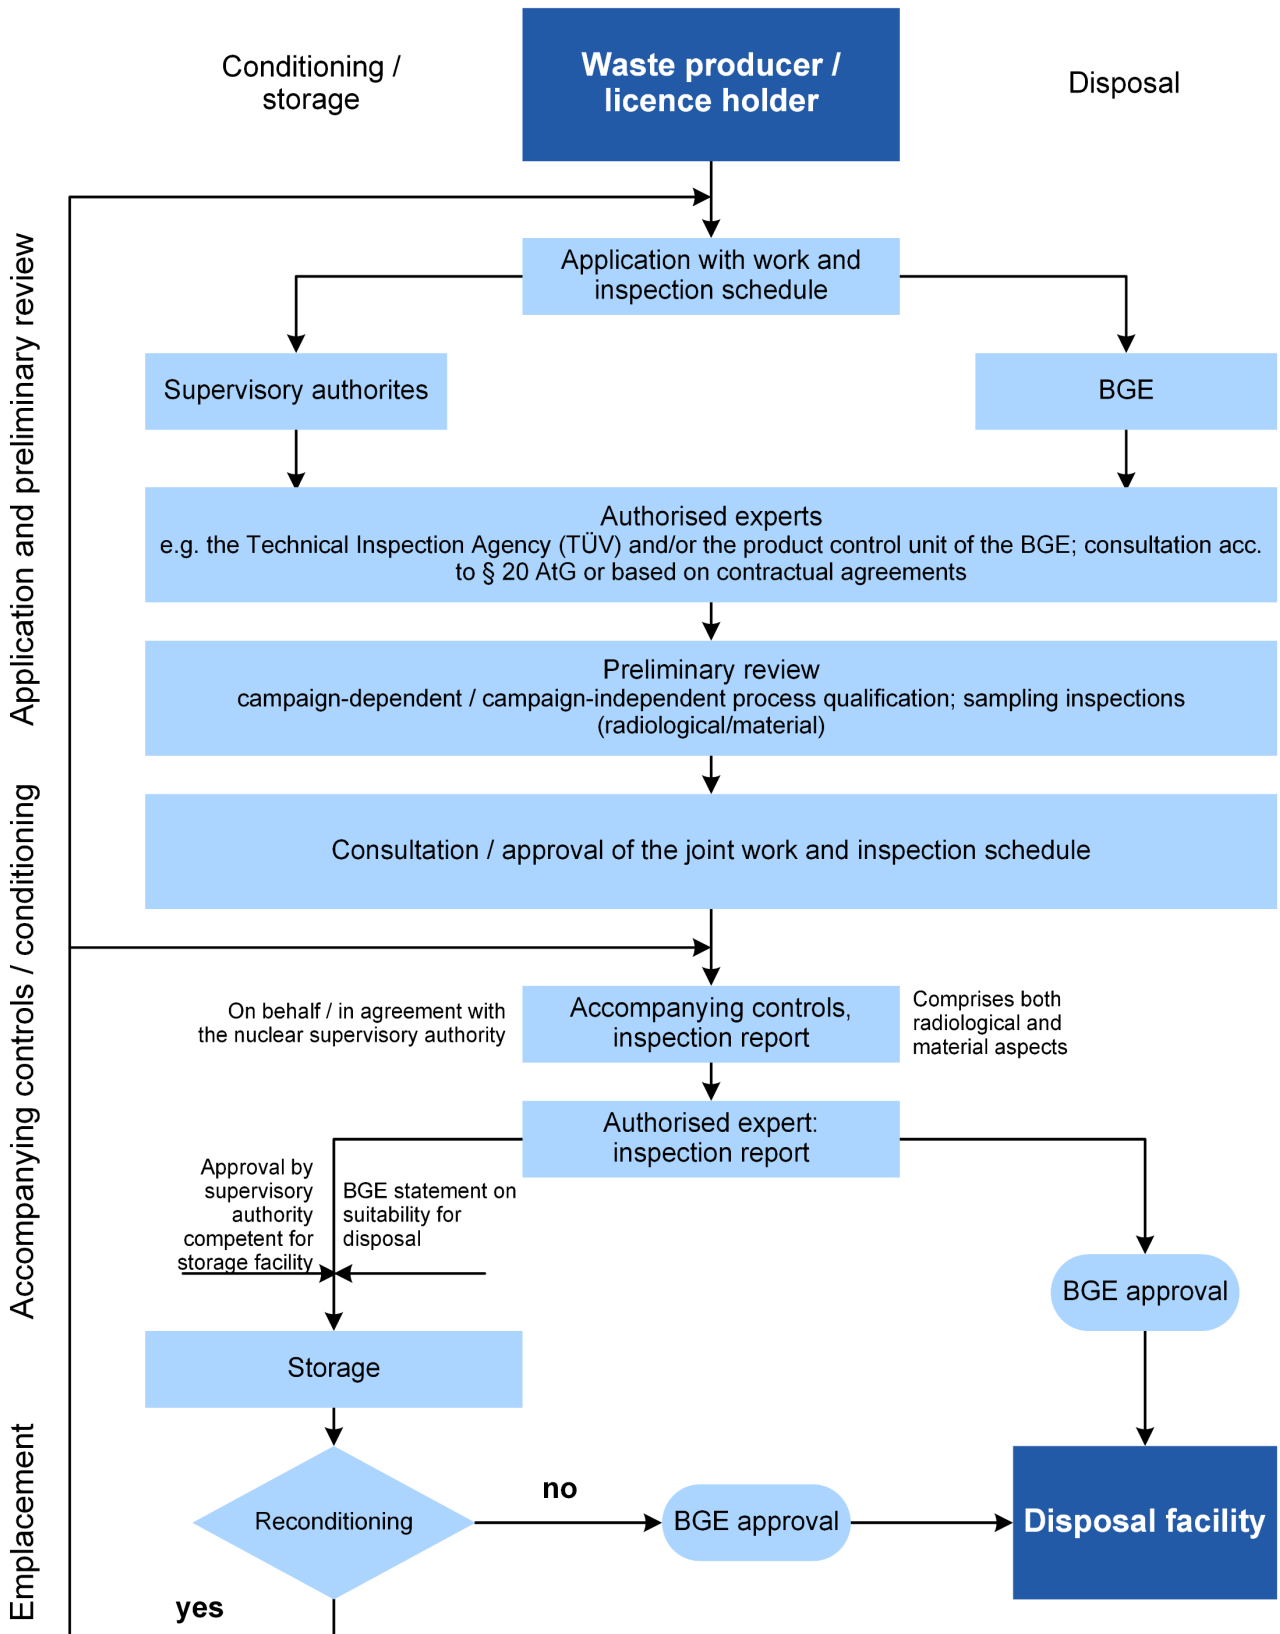 Conditioning /
storage
Waste producer /
licence holder
Disposal
Application and preliminary review
Application with work and
inspection schedule
Supervisory authorites
BGE
Authorised experts
e.g. the Technical Inspection Agency (TÜV) and/or the product control unit of the BGE; consultation acc.
to § 20 AtG or based on contractual agreements
Preliminary review
campaign-dependent / campaign-independent process qualification; sampling inspections
(radiological/material)
Accompanying controls / conditioning
Consultation / approval of the joint work and inspection schedule
On behalf / in agreement with
the nuclear supervisory authority
Accompanying controls,
inspection report
Comprises both
radiological and
material aspects
Authorised expert:
inspection report
Approval by
supervisory
authority
competent for
storage facility
BGE statement on
suitability for
disposal
BGE approval
Storage
Emplacement
Reconditioning
no
BGE approval
Disposal facility
yes